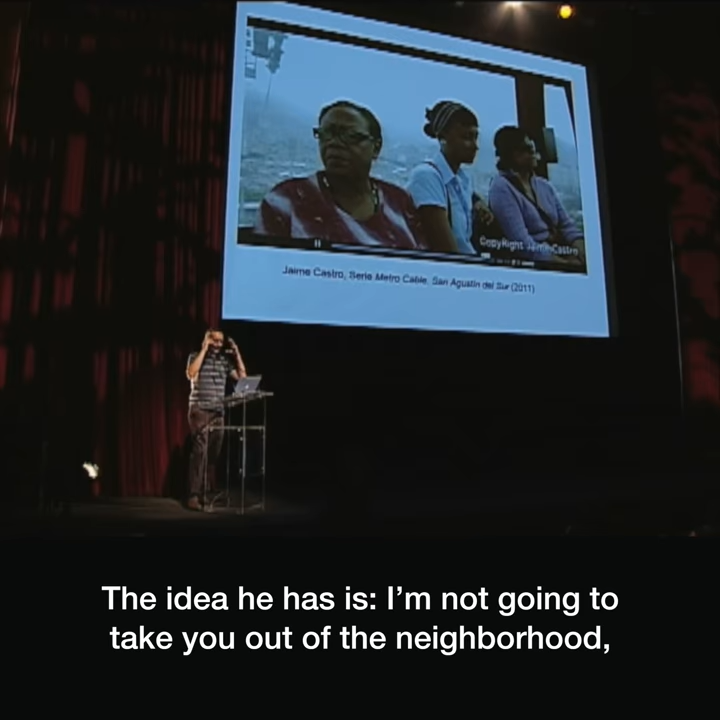 CopyRight Jaime Castro
Jaime Castro, Serie Metro Cable, San Agustín del Sur (2011)
The idea he has is: I'm not going to
take you out of the neighborhood,